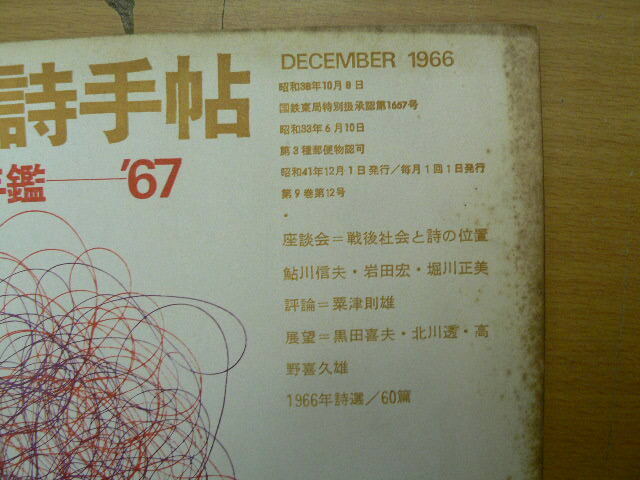 詩手帖
年鑑——'67
DECEMBER 1966
昭和38年10月8日
国鉄東局特別扱承認第1667号
昭和33年6月10日
第3種郵便物認可
昭和41年12月1日発行/毎月1回1日発行
第9巻第12号
座談会=戦後社会と詩の位置
鮎川信夫・岩田宏・堀川正美
評論=粟津則雄
展望=黒田喜夫・北川透・高
野喜久雄
1966年詩選/60篇